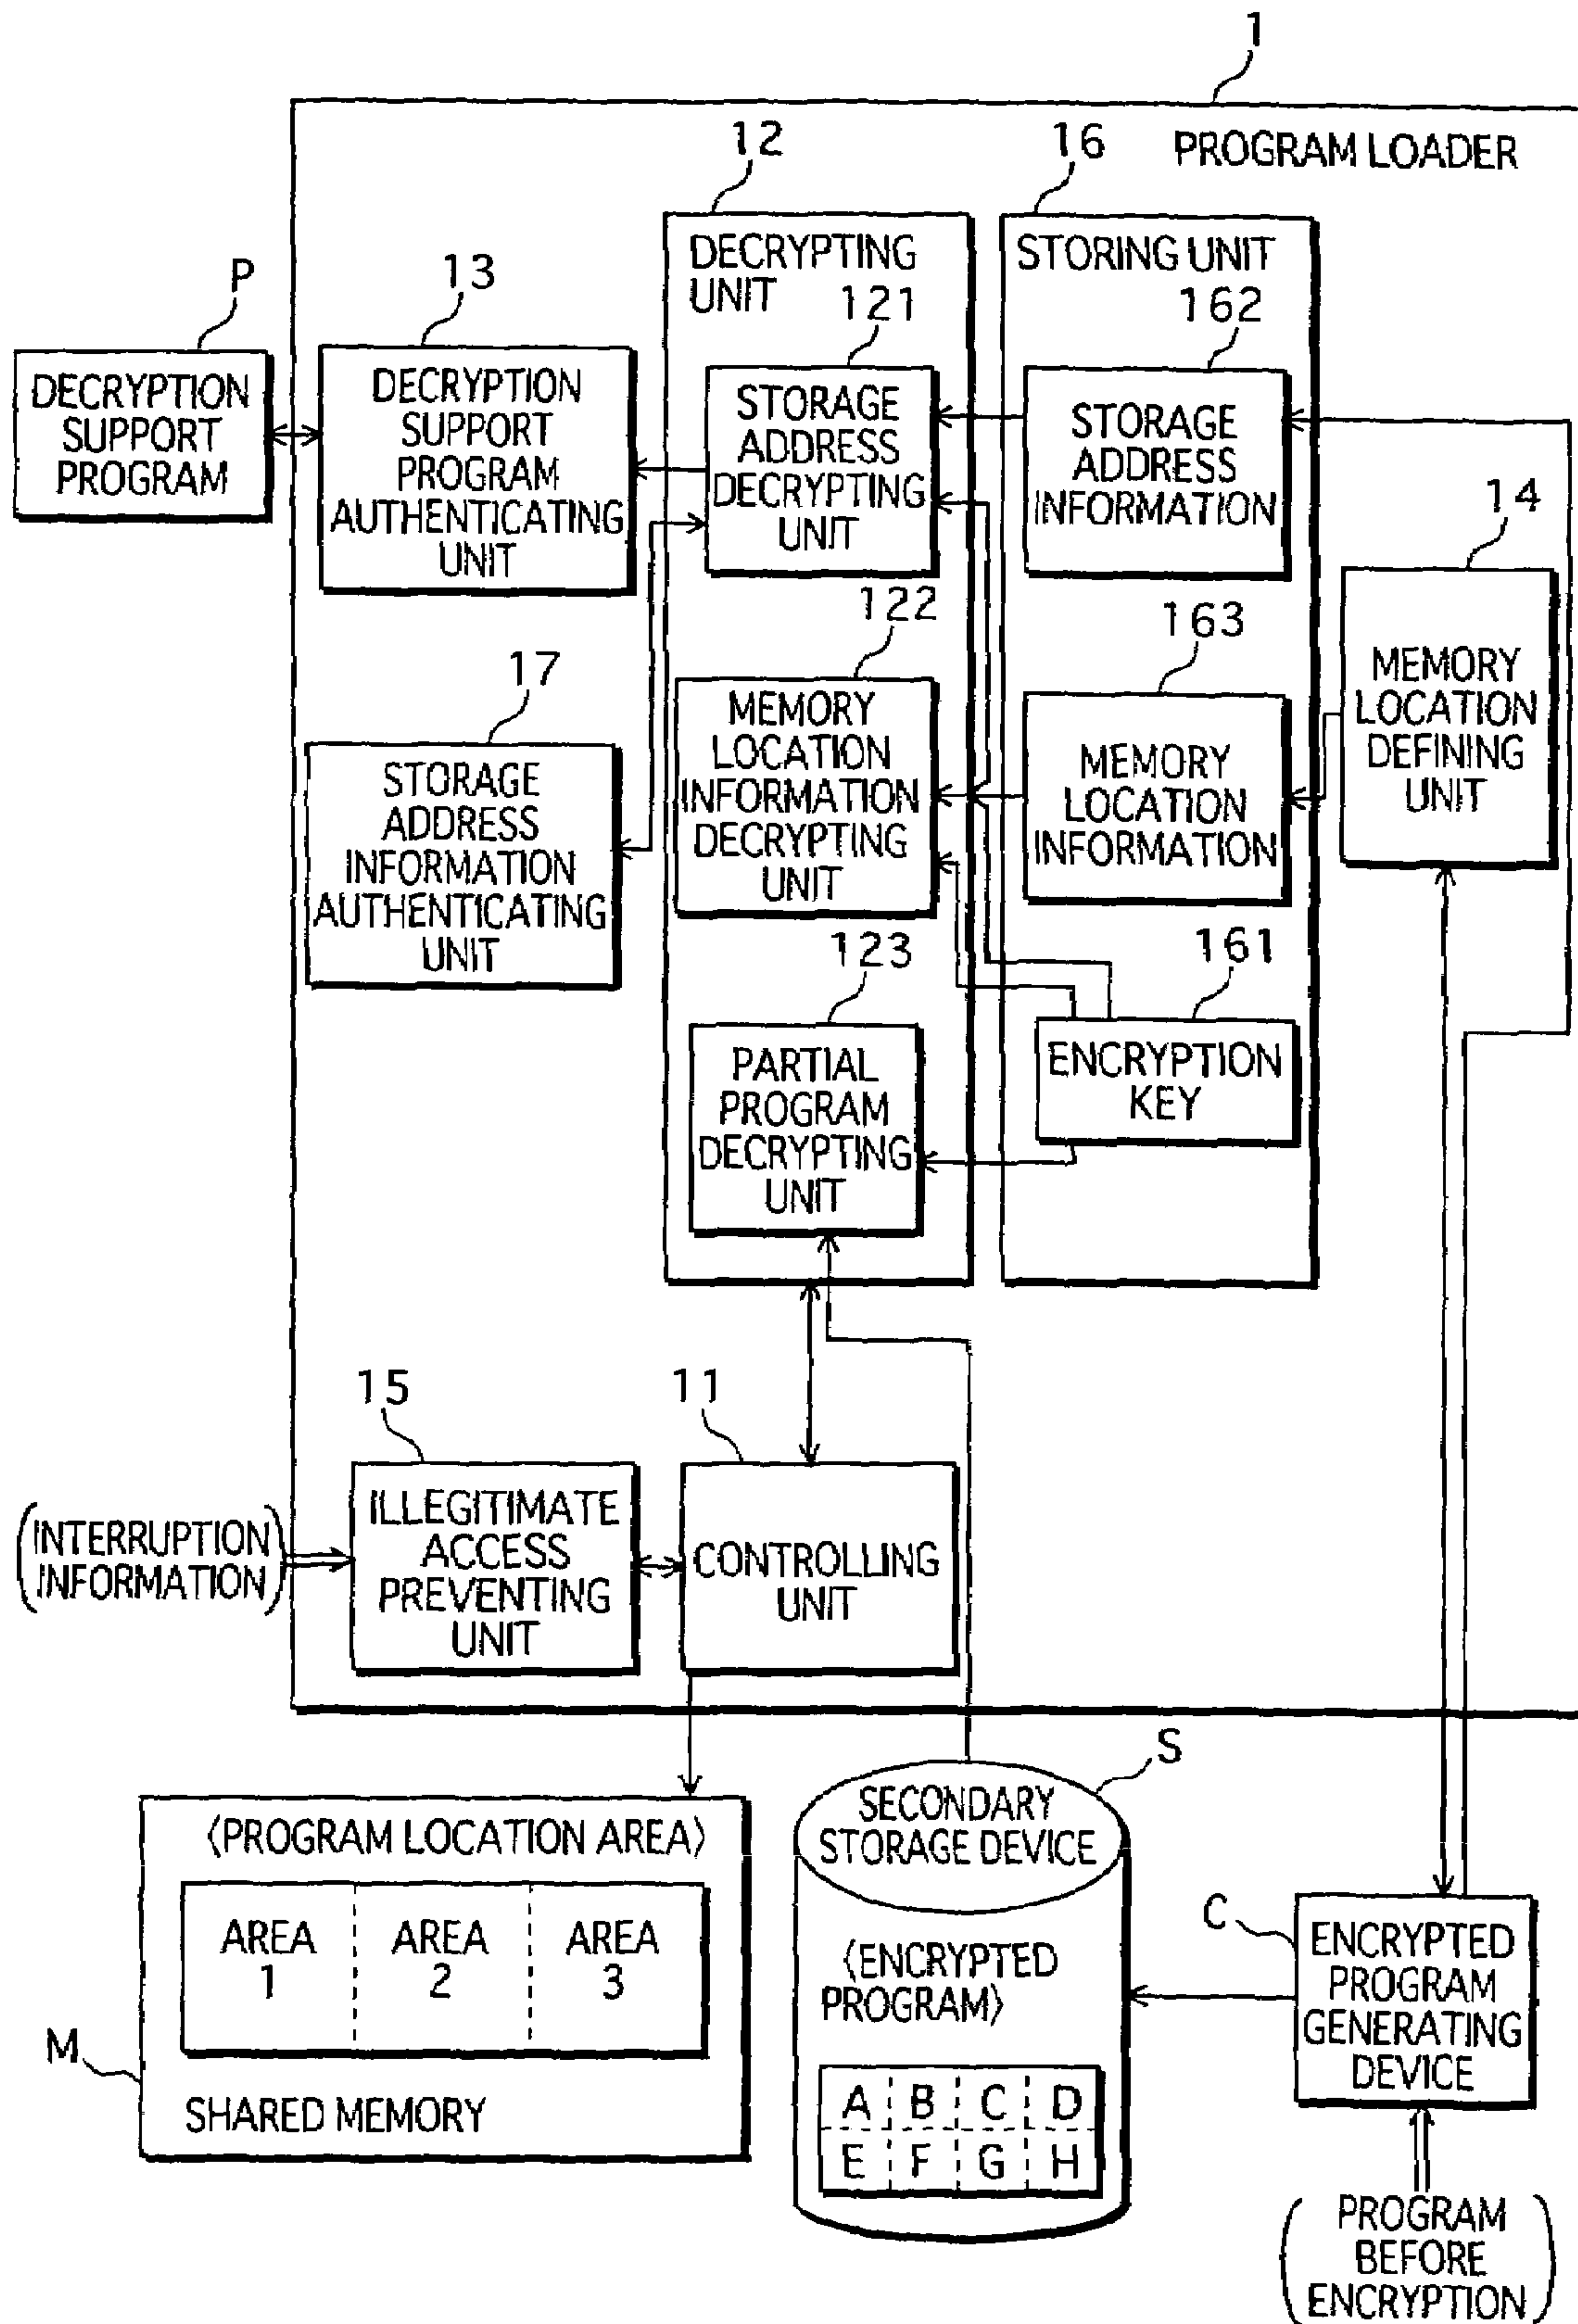 1
PROGRAM LOADER
12
16
DECRYPTING
UNIT
STORING UNIT
P
13
121
162
DECRYPTION
SUPPORT
PROGRAM
DECRYPTION
SUPPORT
PROGRAM
AUTHENTICATING
UNIT
STORAGE
ADDRESS
DECRYPTING
UNIT
STORAGE
ADDRESS
INFORMATION
14
122
163
17
MEMORY
LOCATION
DEFINING
UNIT
STORAGE
ADDRESS
INFORMATION
AUTHENTICATING
UNIT
MEMORY
LOCATION
INFORMATION
DECRYPTING
UNIT
MEMORY
LOCATION
INFORMATION
123
161
PARTIAL
PROGRAM
DECRYPTING
UNIT
ENCRYPTION
KEY
15
11
(INTERRUPTION
INFORMATION)
ILLEGITIMATE
ACCESS
PREVENTING
UNIT
CONTROLLING
UNIT
S
SECONDARY
STORAGE DEVICE
〈PROGRAM LOCATION AREA〉
AREA
1
AREA
2
AREA
3
M
SHARED MEMORY
〈ENCRYPTED
PROGRAM〉
A B C D
E F G H
C
ENCRYPTED
PROGRAM
GENERATING
DEVICE
(PROGRAM
BEFORE
ENCRYPTION)